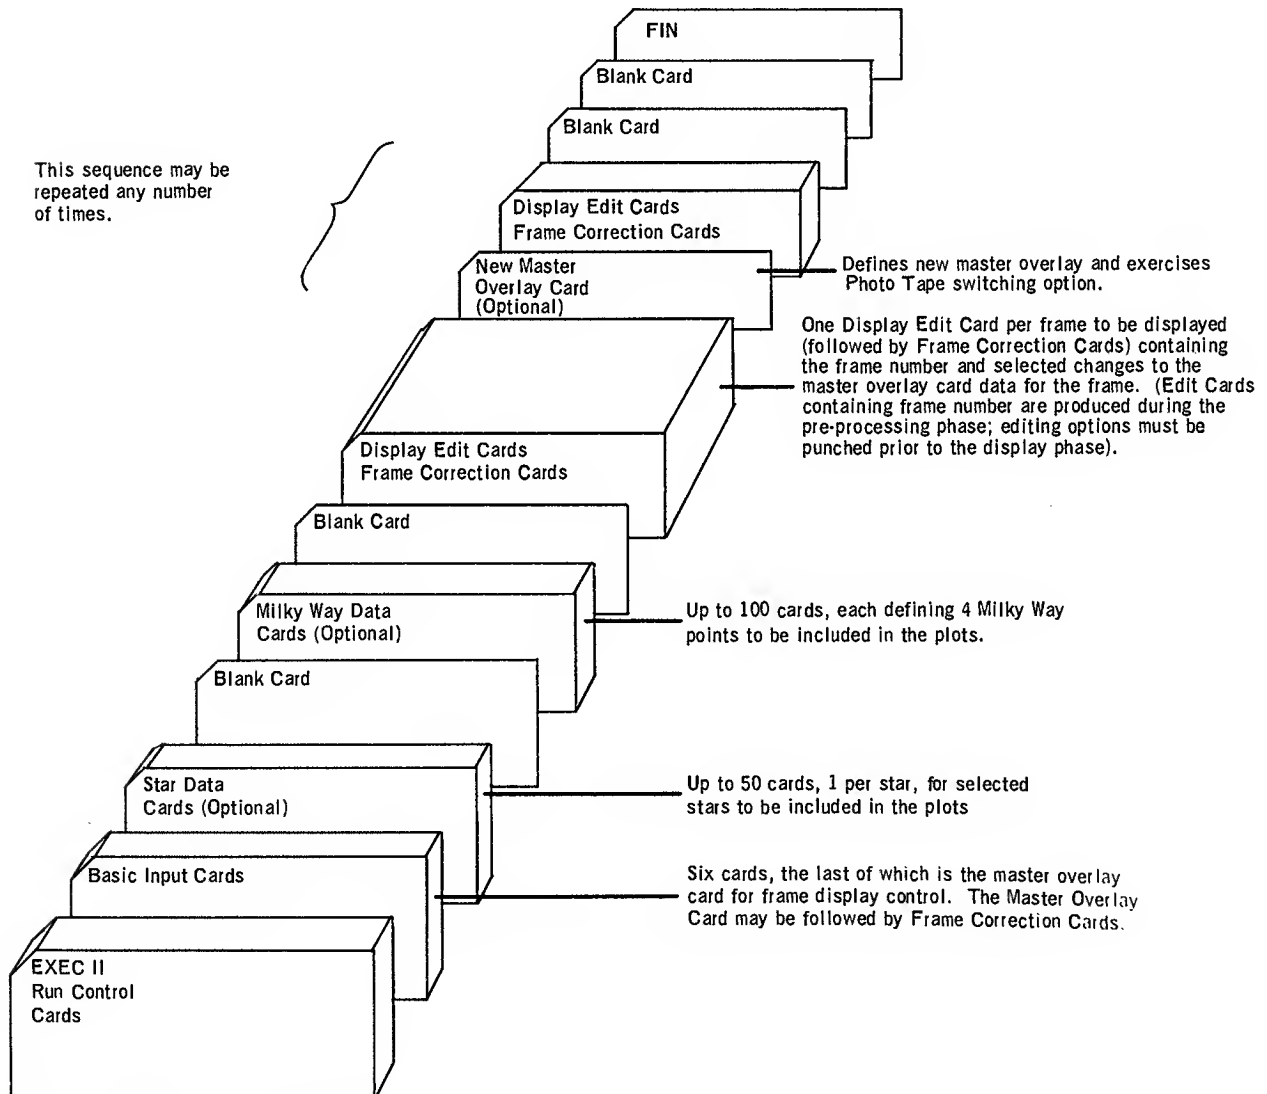 FIN
Blank Card
Blank Card
This sequence may be
repeated any number
of times.
Display Edit Cards
Frame Correction Cards
New Master
Overlay Card
(Optional)
Defines new master overlay and exercises
Photo Tape switching option.
One Display Edit Card per frame to be displayed
(followed by Frame Correction Cards) containing
the frame number and selected changes to the
master overlay card data for the frame. (Edit Cards
containing frame number are produced during the
pre-processing phase; editing options must be
punched prior to the display phase).
Display Edit Cards
Frame Correction Cards
Blank Card
Milky Way Data
Cards (Optional)
Up to 100 cards, each defining 4 Milky Way
points to be included in the plots.
Blank Card
Star Data
Cards (Optional)
Up to 50 cards, 1 per star, for selected
stars to be included in the plots
Basic Input Cards
Six cards, the last of which is the master overlay
card for frame display control. The Master Overlay
Card may be followed by Frame Correction Cards.
EXEC II
Run Control
Cards